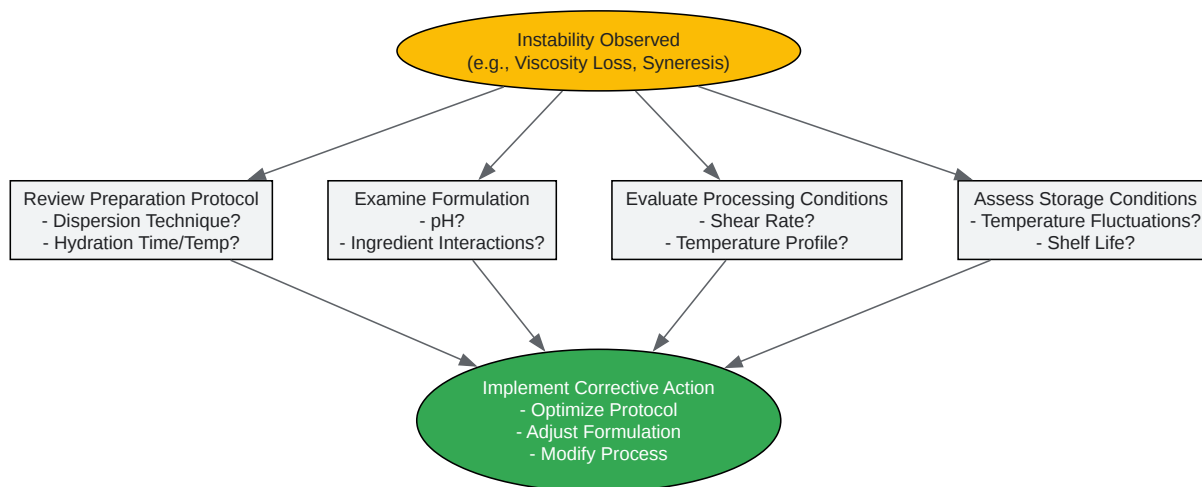 Instability Observed
(e.g., Viscosity Loss, Syneresis)
Review Preparation Protocol
- Dispersion Technique?
- Hydration Time/Temp?
Examine Formulation
- pH?
- Ingredient Interactions?
Evaluate Processing Conditions
- Shear Rate?
- Temperature Profile?
Assess Storage Conditions
- Temperature Fluctuations?
- Shelf Life?
Implement Corrective Action
- Optimize Protocol
- Adjust Formulation
- Modify Process